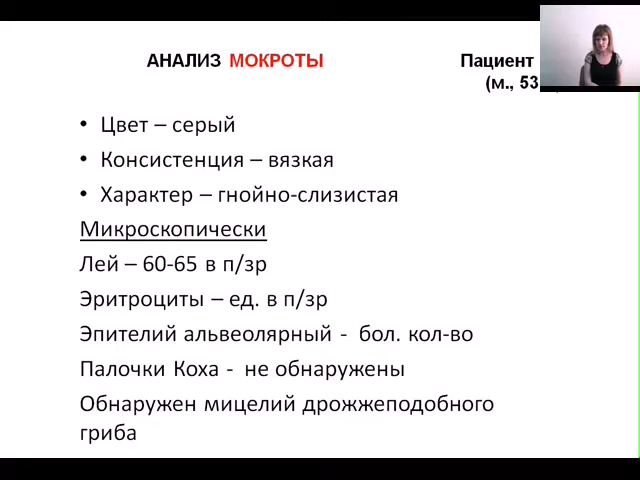 АНАЛИЗ МОКРОТЫ
Пациент
(м., 53
• Цвет – серый
• Консистенция – вязкая
• Характер – гнойно-слизистая
Микроскопически
Лей – 60-65 в п/зр
Эритроциты – ед. в п/зр
Эпителий альвеолярный - бол. кол-во
Палочки Коха - не обнаружены
Обнаружен мицелий дрожжеподобного
гриба